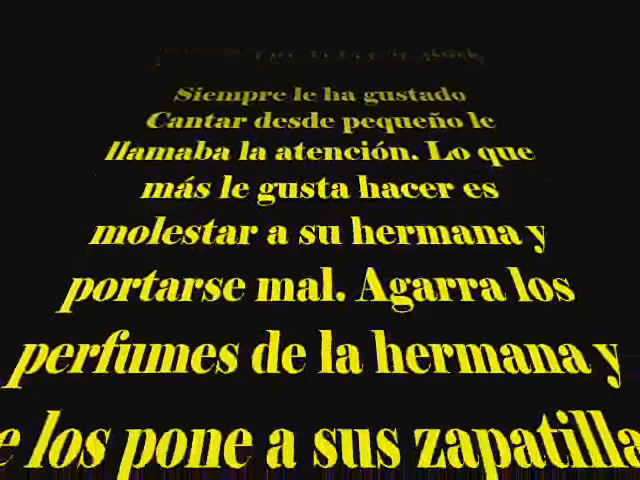 Siempre le ha gustado
Cantar desde pequeño le
llamaba la atención. Lo que
más le gusta hacer es
molestar a su hermana y
portarse mal. Agarra los
perfumes de la hermana y
los pone a sus